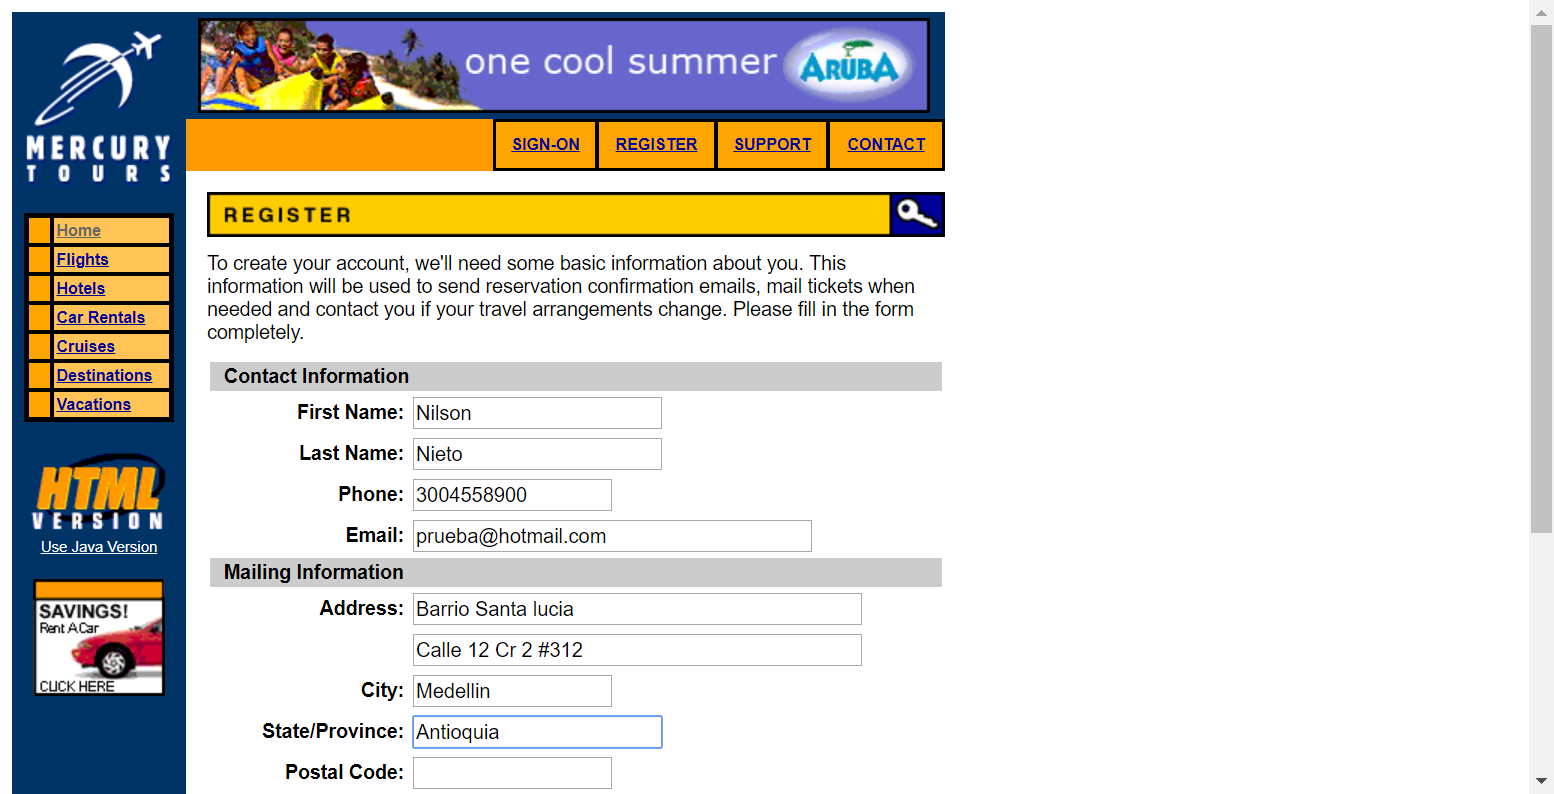 one cool summer ARUBA
MERCURY
TOURS
SIGN-ON REGISTER SUPPORT CONTACT
REGISTER
Home
Flights
Hotels
Car Rentals
Cruises
Destinations
Vacations
HTML
VERSION
Use Java Version
SAVINGS!
Rent A Car
CLICK HERE
To create your account, we'll need some basic information about you. This
information will be used to send reservation confirmation emails, mail tickets when
needed and contact you if your travel arrangements change. Please fill in the form
completely.
Contact Information
First Name: Nilson
Last Name: Nieto
Phone: 3004558900
Email: prueba@hotmail.com
Mailing Information
Address: Barrio Santa lucia
Calle 12 Cr 2 #312
City: Medellin
State/Province: Antioquia
Postal Code: